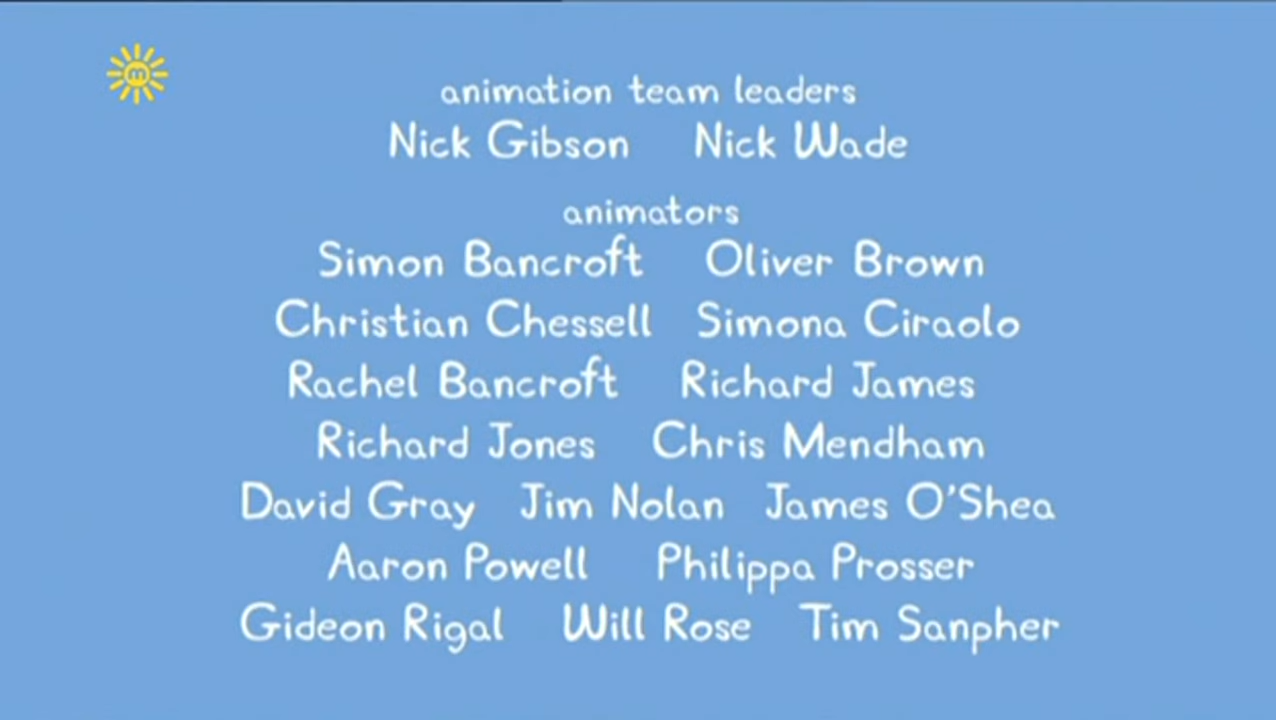 m
animation team leaders
Nick Gibson Nick Wade
animators
Simon Bancroft Oliver Brown
Christian Chessell Simona Ciraolo
Rachel Bancroft Richard James
Richard Jones Chris Mendham
David Gray Jim Nolan James O'Shea
Aaron Powell Philippa Prosser
Gideon Rigal Will Rose Tim Sanpher